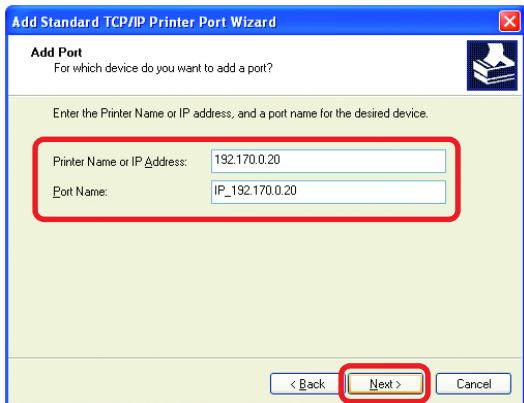 Add Standard TCP/IP Printer Port Wizard
Add Port
For which device do you want to add a port?
Enter the Printer Name or IP address, and a port name for the desired device.
Printer Name or IP Address: 192.170.0.20
Port Name: IP_192.170.0.20
< Back Next > Cancel